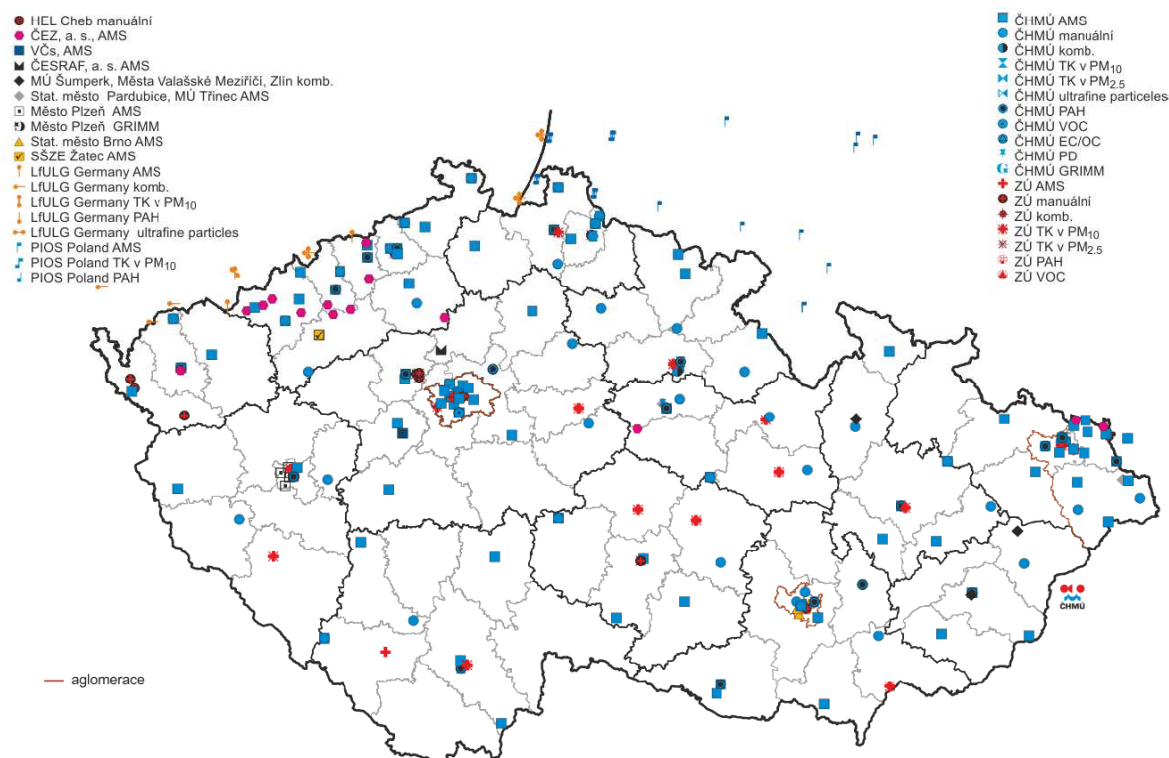 HEL Cheb manuální
ČEZ, a. s., AMS
VČs, AMS
ČESRAF, a. s. AMS
MÚ Šumperk, Města Valašské Meziříčí, Zlín komb.
Stat. město Pardubice, MÚ Třinec AMS
Město Plzeň AMS
Město Plzeň GRIMM
Stat. město Brno AMS
SŠZE Žatec AMS
LfULG Germany AMS
LfULG Germany komb.
LfULG Germany TK v PM10
LfULG Germany PAH
LfULG Germany ultrafine particles
PIOS Poland AMS
PIOS Poland TK v PM10
PIOS Poland PAH
ČHMÚ AMS
ČHMÚ manuální
ČHMÚ komb.
ČHMÚ TK v PM10
ČHMÚ TK v PM2.5
ČHMÚ ultrafine particeles
ČHMÚ PAH
ČHMÚ VOC
ČHMÚ EC/OC
ČHMÚ PD
ČHMÚ GRIMM
ZÚ AMS
ZÚ manuální
ZÚ komb.
ZÚ TK v PM10
ZÚ TK v PM2.5
ZÚ PAH
ZÚ VOC
ČHMÚ
aglomerace